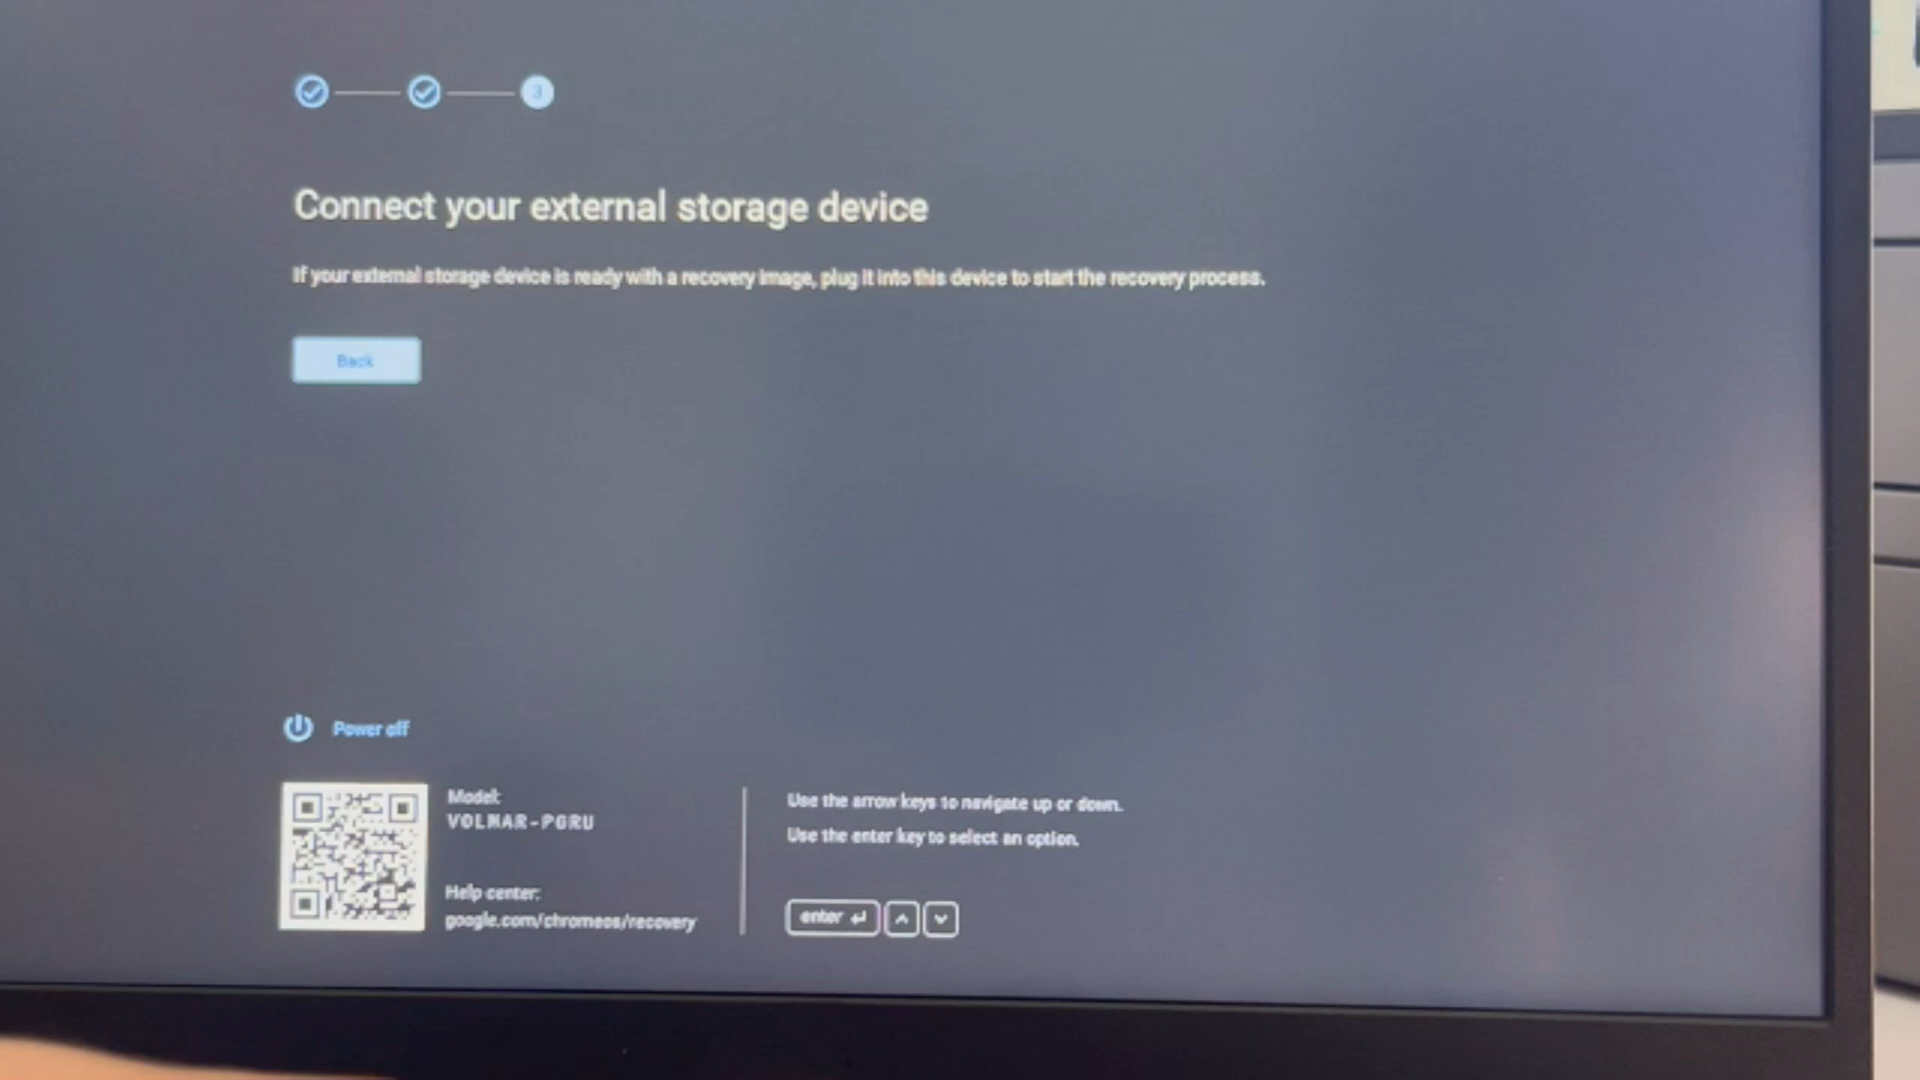 3
Connect your external storage device
If your external storage device is ready with a recovery image, plug it into this device to start the recovery process.
Back
Power off
Model:
VOLMAR-PGRU
Help center:
google.com/chromeos/recovery
Use the arrow keys to navigate up or down.
Use the enter key to select an option.
enter